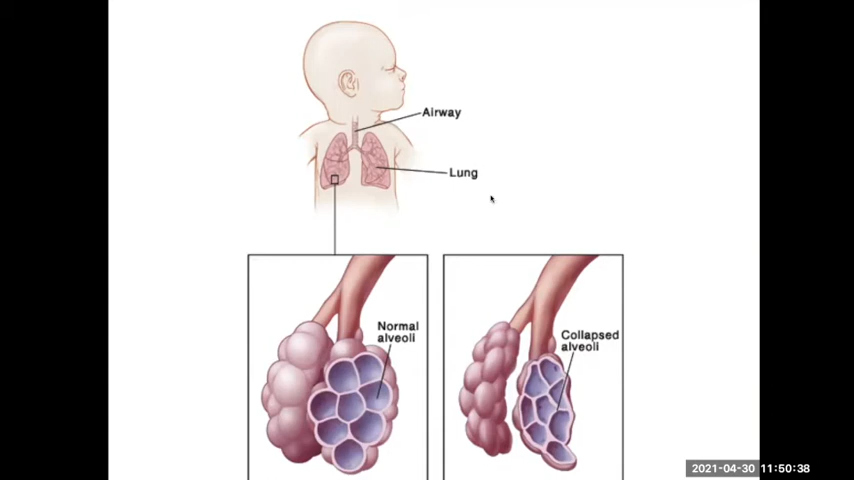 Airway
Lung
Normal
alveoli
Collapsed
alveoli
2021-04-30 11:50:38